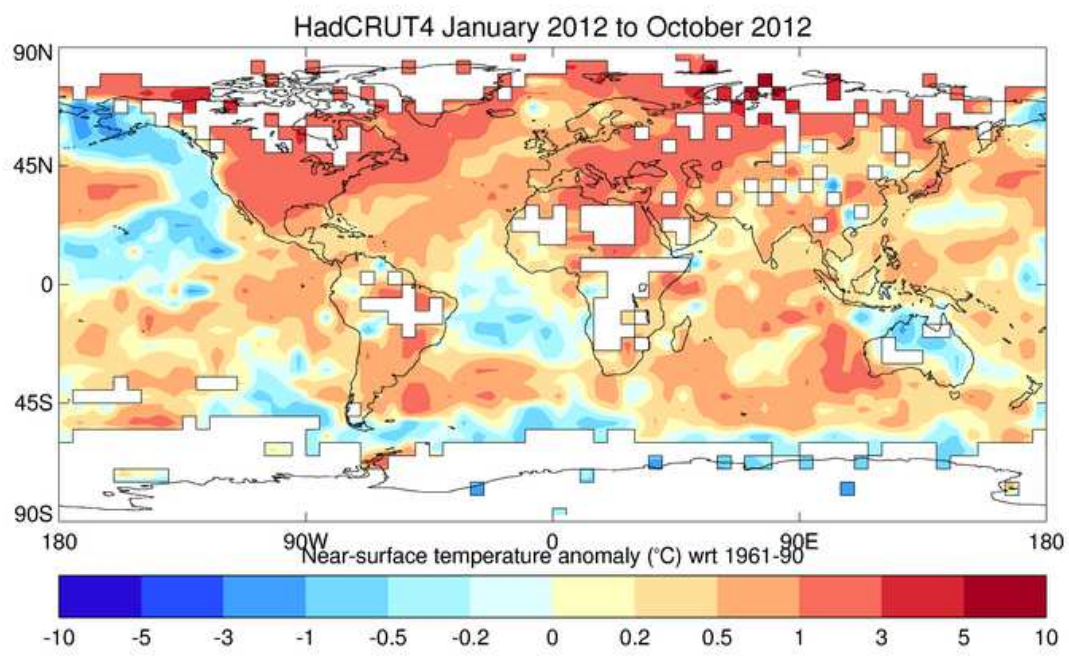 HadCRUT4 January 2012 to October 2012
90N
45N
0
45S
90S
180 90W 0 90E 180
Near-surface temperature anomaly (°C) wrt 1961-90
-10 -5 -3 -1 -0.5 -0.2 0 0.2 0.5 1 3 5 10